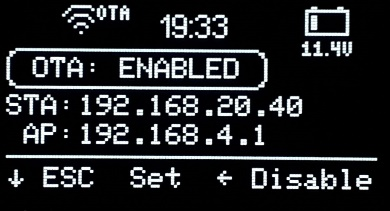 OTA 19:33
11.4V
OTA: ENABLED
STA:192.168.20.40
AP:192.168.4.1
↓ ESC Set ← Disable